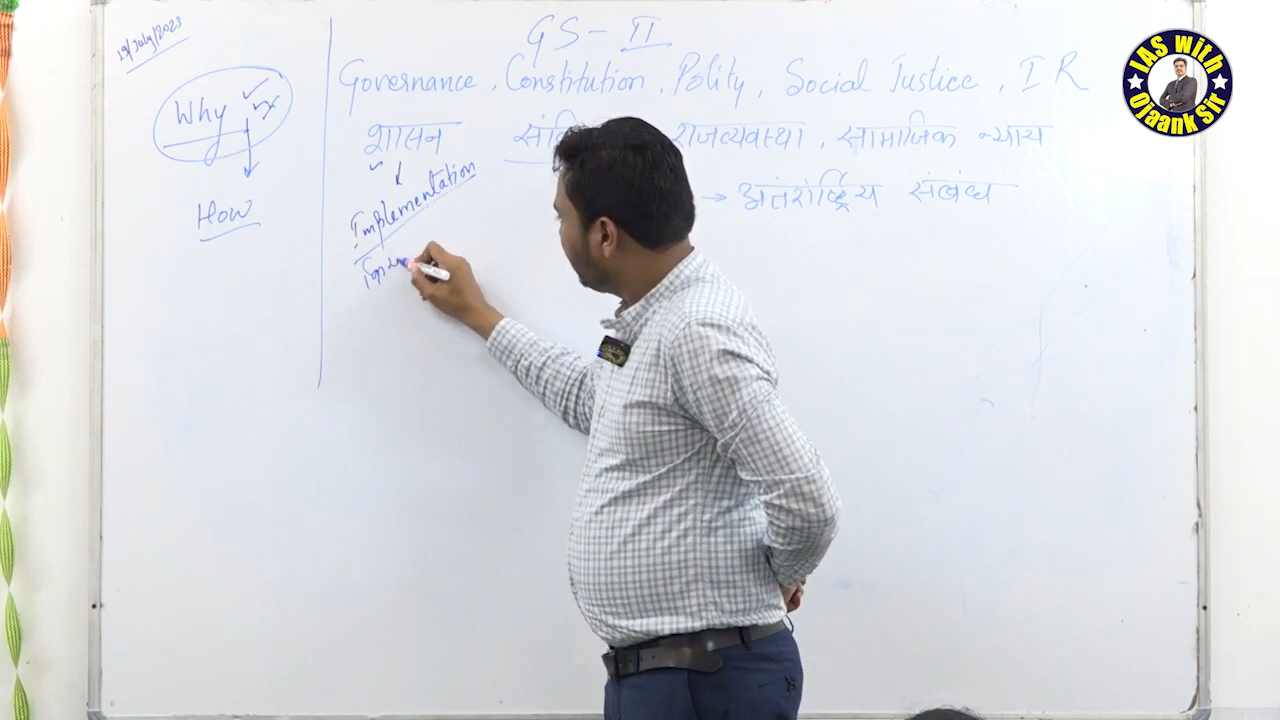 19/July/2023
GS - II
Governance, Constitution, Polity, Social Justice, IR
शासन राजव्यवस्था, सामाजिक न्याय
→ अंतर्राष्ट्रीय संबंध
Implementation
Why
How
IAS with
Ojaank Sir